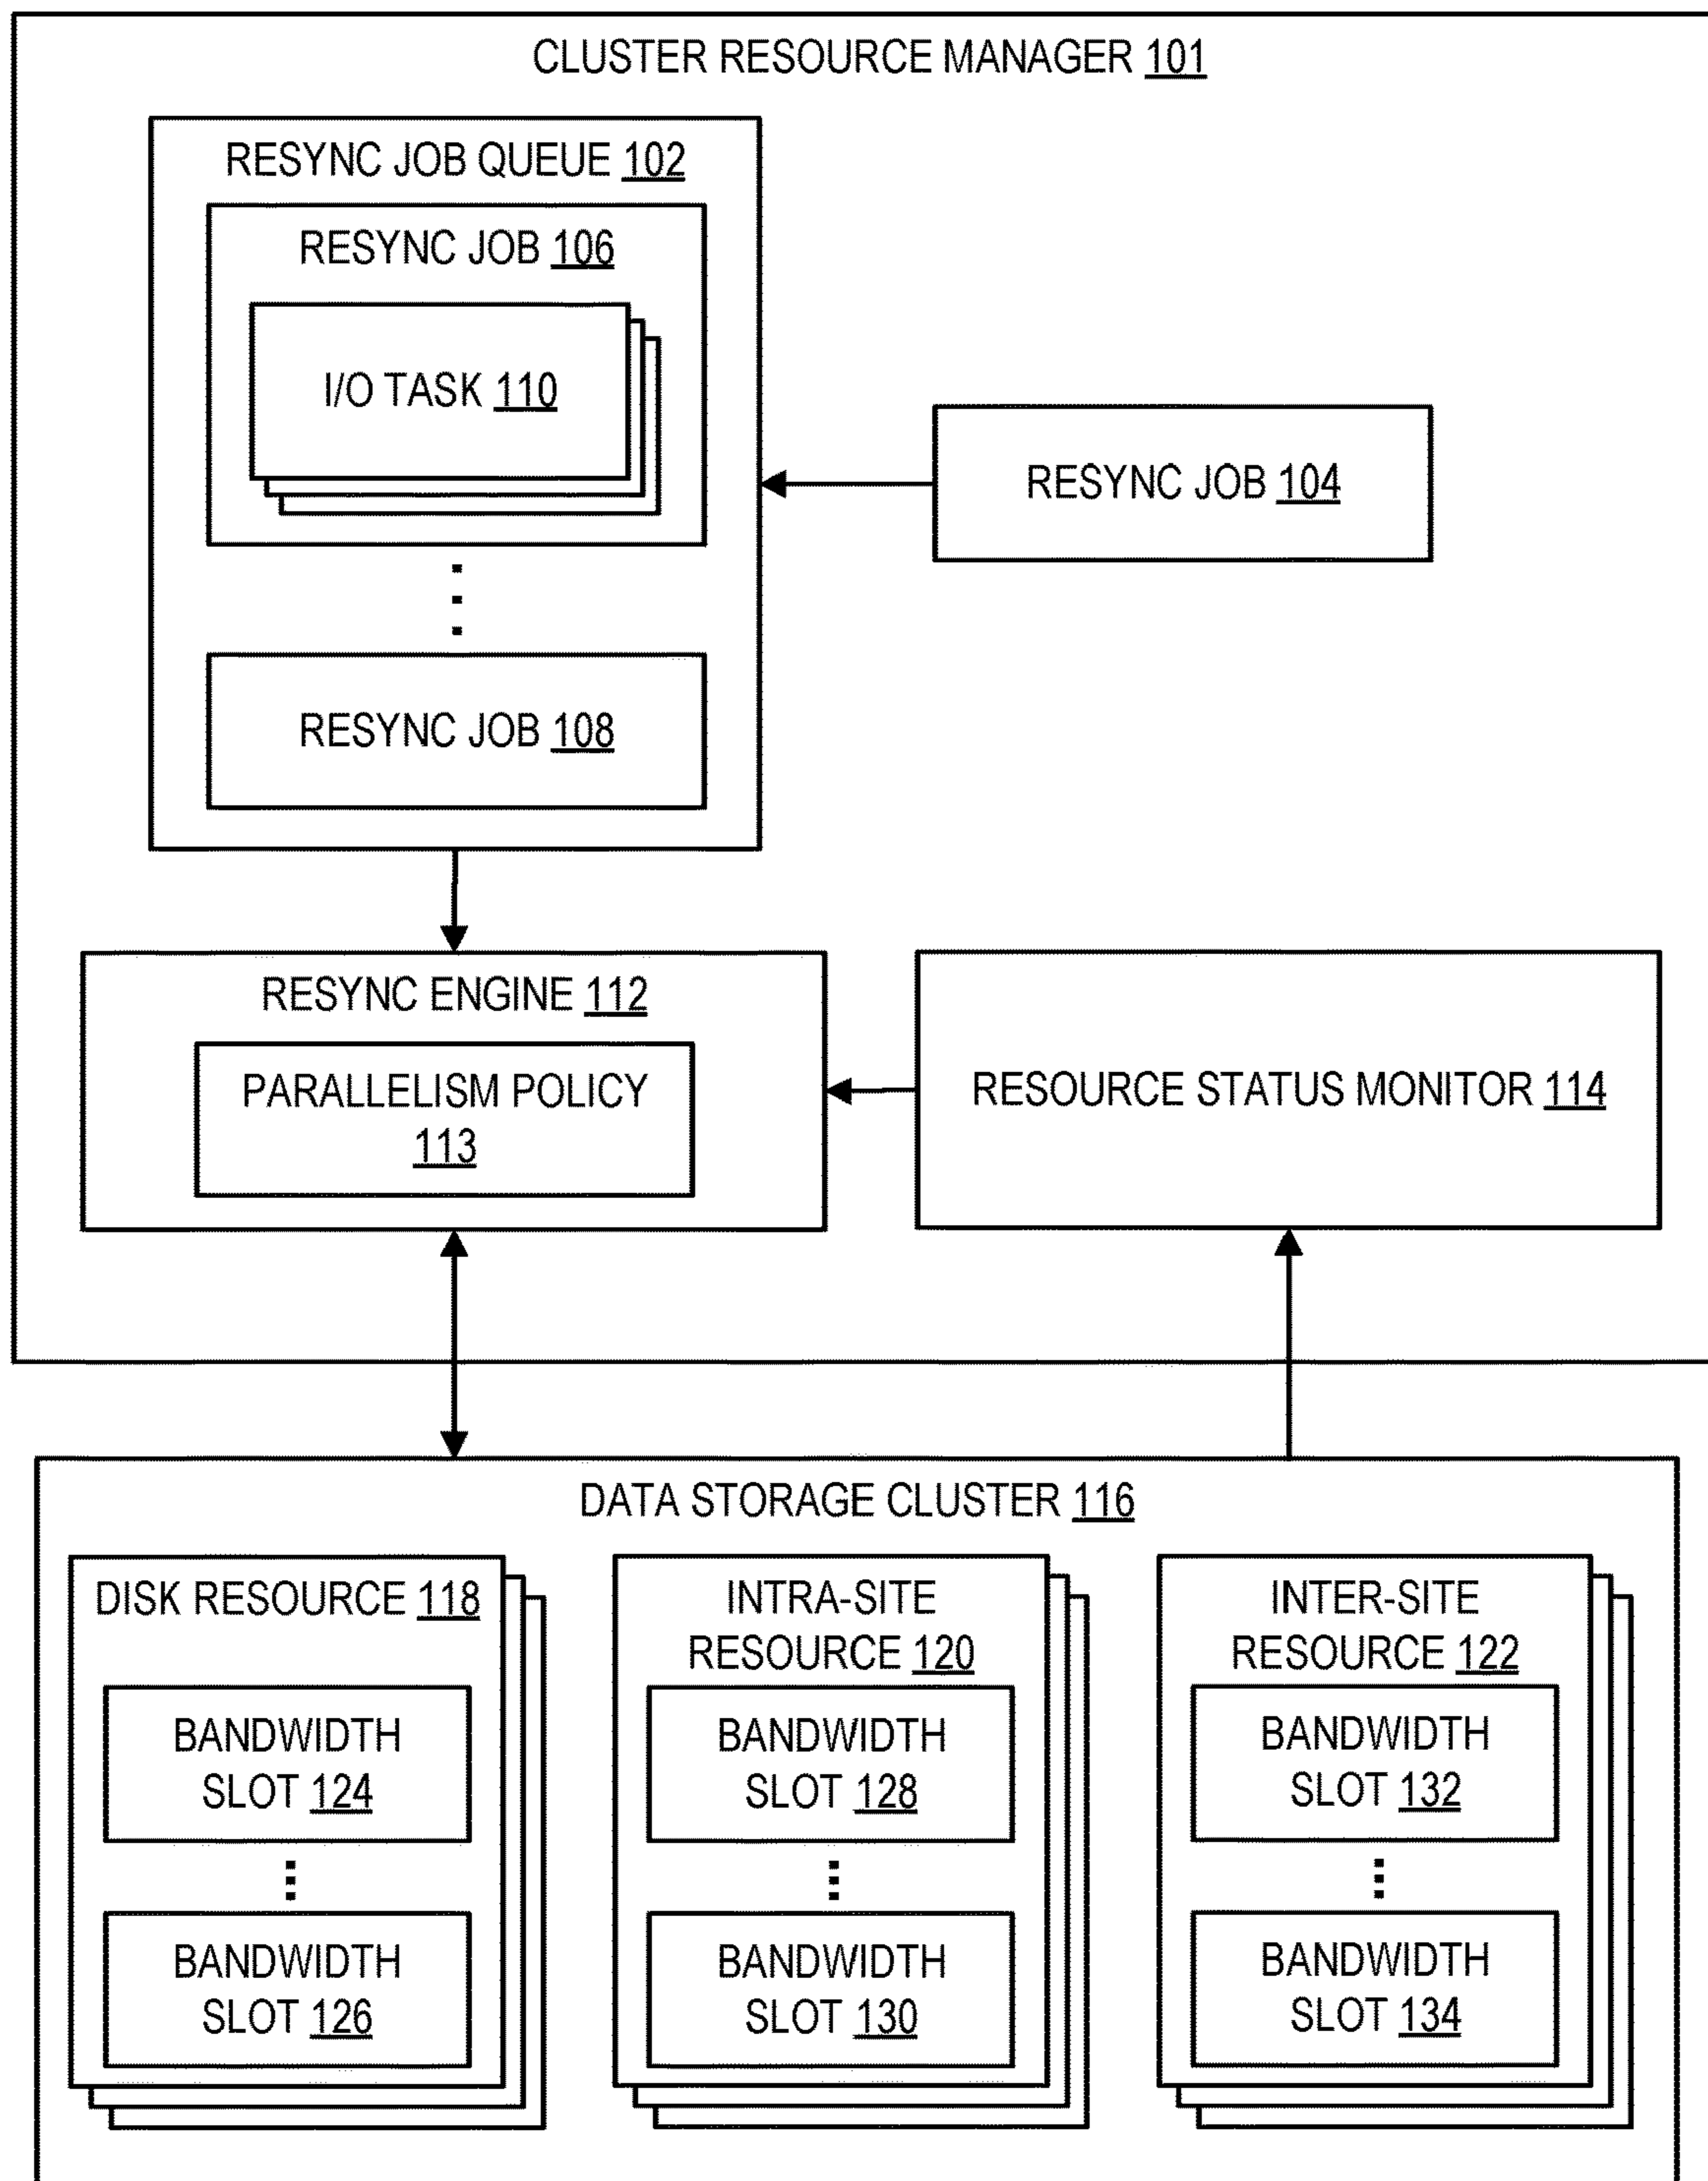 CLUSTER RESOURCE MANAGER 101
RESYNC JOB QUEUE 102
RESYNC JOB 106
I/O TASK 110
RESYNC JOB 104
RESYNC JOB 108
RESYNC ENGINE 112
PARALLELISM POLICY
113
RESOURCE STATUS MONITOR 114
DATA STORAGE CLUSTER 116
DISK RESOURCE 118
BANDWIDTH
SLOT 124
BANDWIDTH
SLOT 126
INTRA-SITE
RESOURCE 120
BANDWIDTH
SLOT 128
BANDWIDTH
SLOT 130
INTER-SITE
RESOURCE 122
BANDWIDTH
SLOT 132
BANDWIDTH
SLOT 134